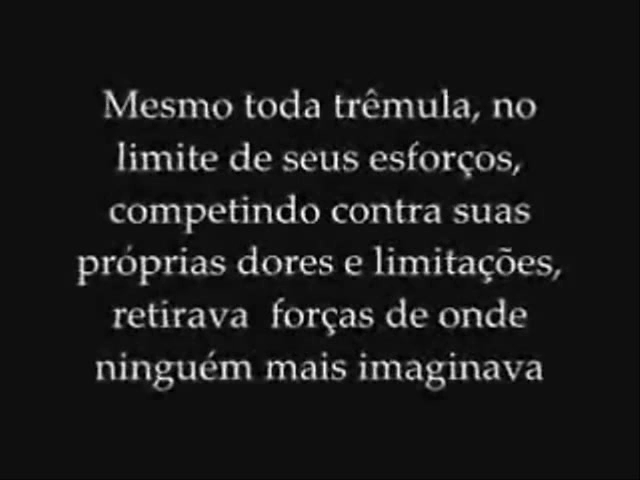 Mesmo toda trêmula, no
limite de seus esforços,
competindo contra suas
próprias dores e limitações,
retirava forças de onde
ninguém mais imaginava